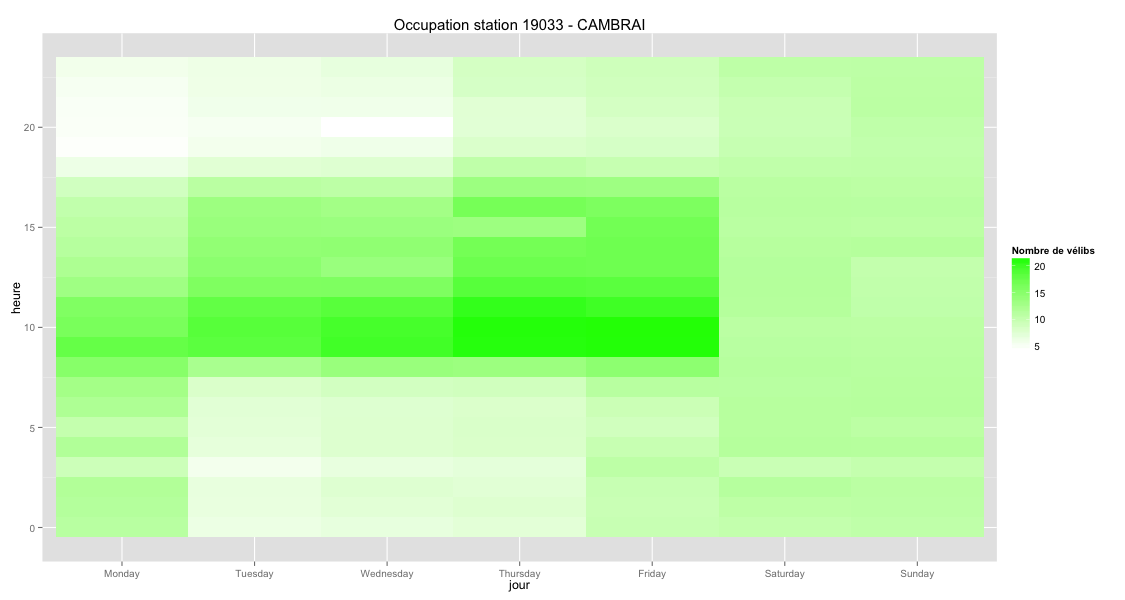 Occupation station 19033 - CAMBRAI
heure
20
15
10
5
0
Monday Tuesday Wednesday Thursday Friday Saturday Sunday
jour
Nombre de vélibs
20
15
10
5